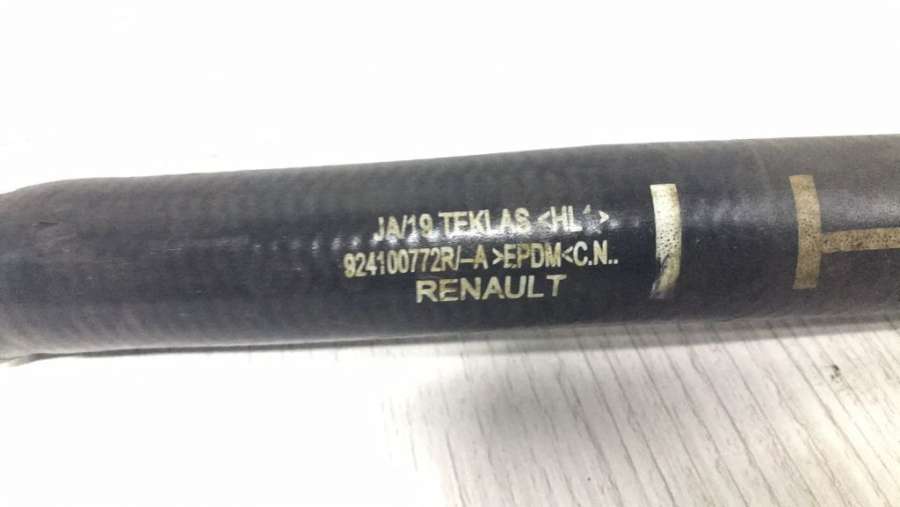 JA/19 TEKLAS <HL1>
924100772R/-A >EPDM<C.N..
RENAULT